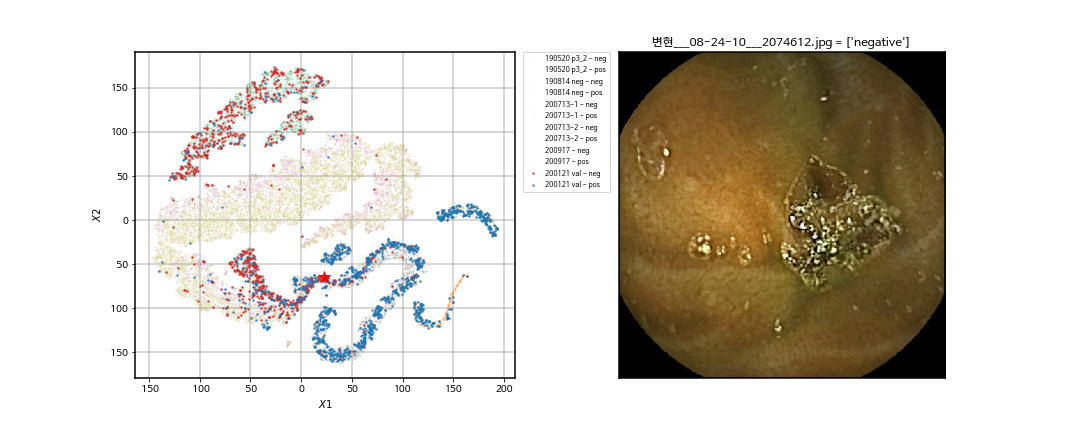 변현___08-24-10___2074612.jpg = ['negative']
190520 p3_2 - neg
190520 p3_2 - pos
190814 neg - neg
190814 neg - pos
200713-1 - neg
200713-1 - pos
200713-2 - neg
200713-2 - pos
200917 - neg
200917 - pos
200121 val - neg
200121 val - pos
150
100
50
0
50
100
150
X2
150 100 50 0 50 100 150 200
X1